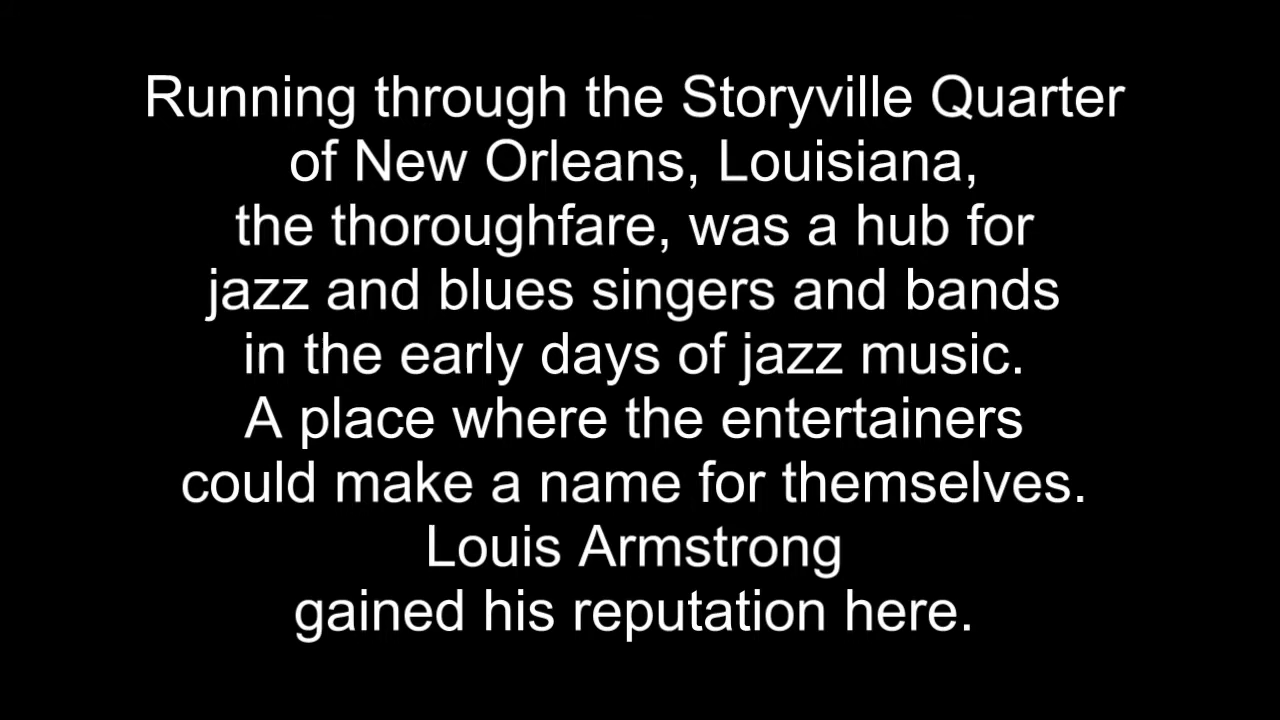 Running through the Storyville Quarter
of New Orleans, Louisiana,
the thoroughfare, was a hub for
jazz and blues singers and bands
in the early days of jazz music.
A place where the entertainers
could make a name for themselves.
Louis Armstrong
gained his reputation here.